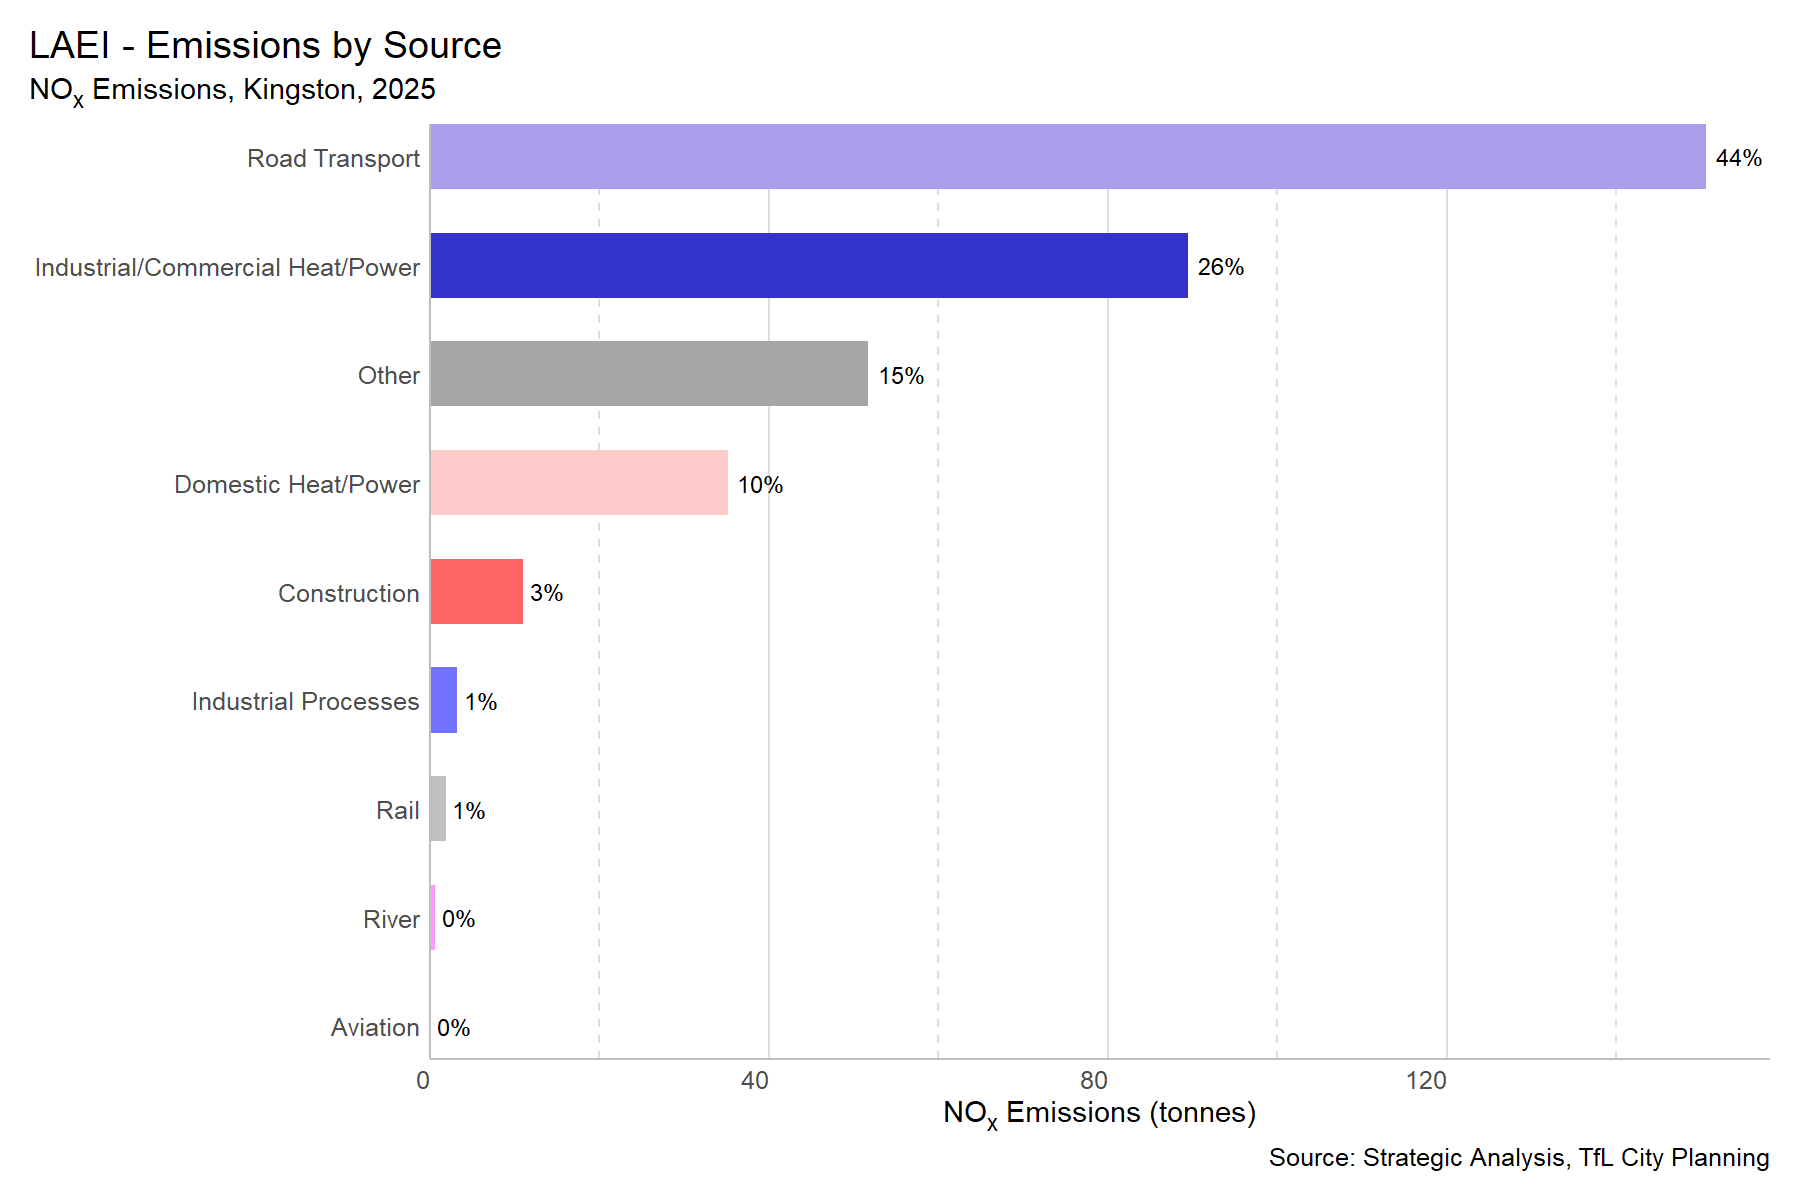 LAEI - Emissions by Source
NOx Emissions, Kingston, 2025
Road Transport 44%
Industrial/Commercial Heat/Power 26%
Other 15%
Domestic Heat/Power 10%
Construction 3%
Industrial Processes 1%
Rail 1%
River 0%
Aviation 0%
0 40 80 120
NOx Emissions (tonnes)
Source: Strategic Analysis, TfL City Planning